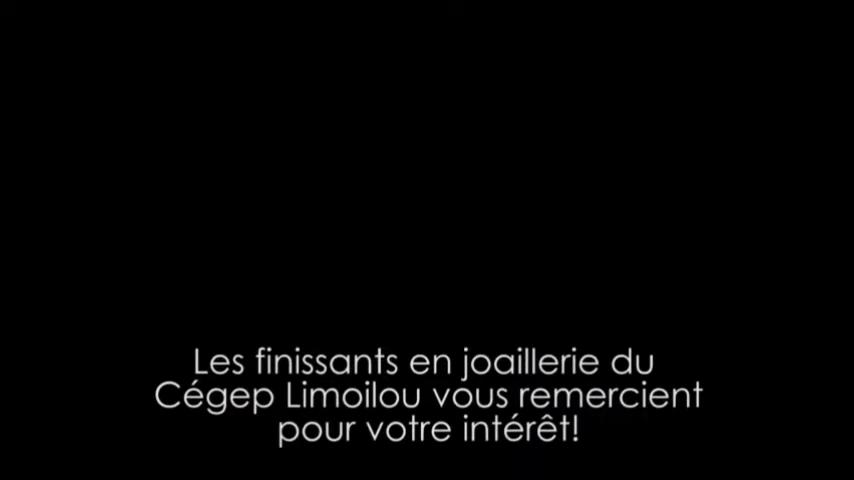 Les finissants en joaillerie du
Cégep Limoilou vous remercient
pour votre intérêt!